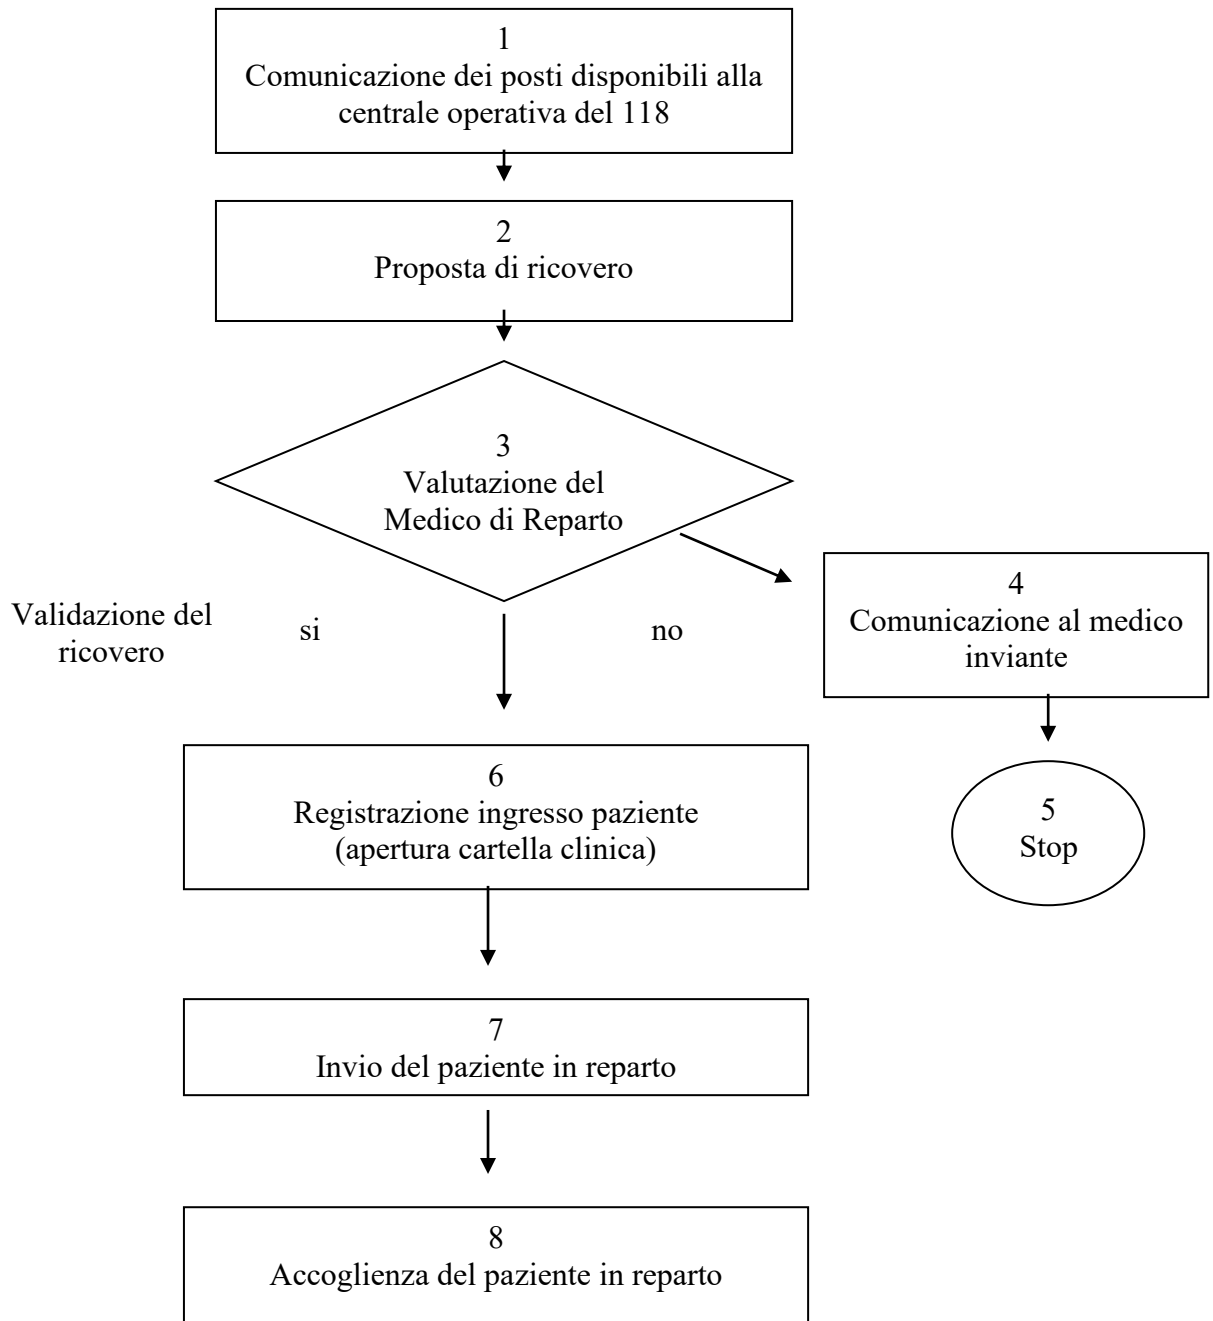 1
Comunicazione dei posti disponibili alla
centrale operativa del 118
2
Proposta di ricovero
3
Valutazione del
Medico di Reparto
4
Comunicazione al medico
inviante
Validazione del
ricovero
si
no
5
Stop
6
Registrazione ingresso paziente
(apertura cartella clinica)
7
Invio del paziente in reparto
8
Accoglienza del paziente in reparto